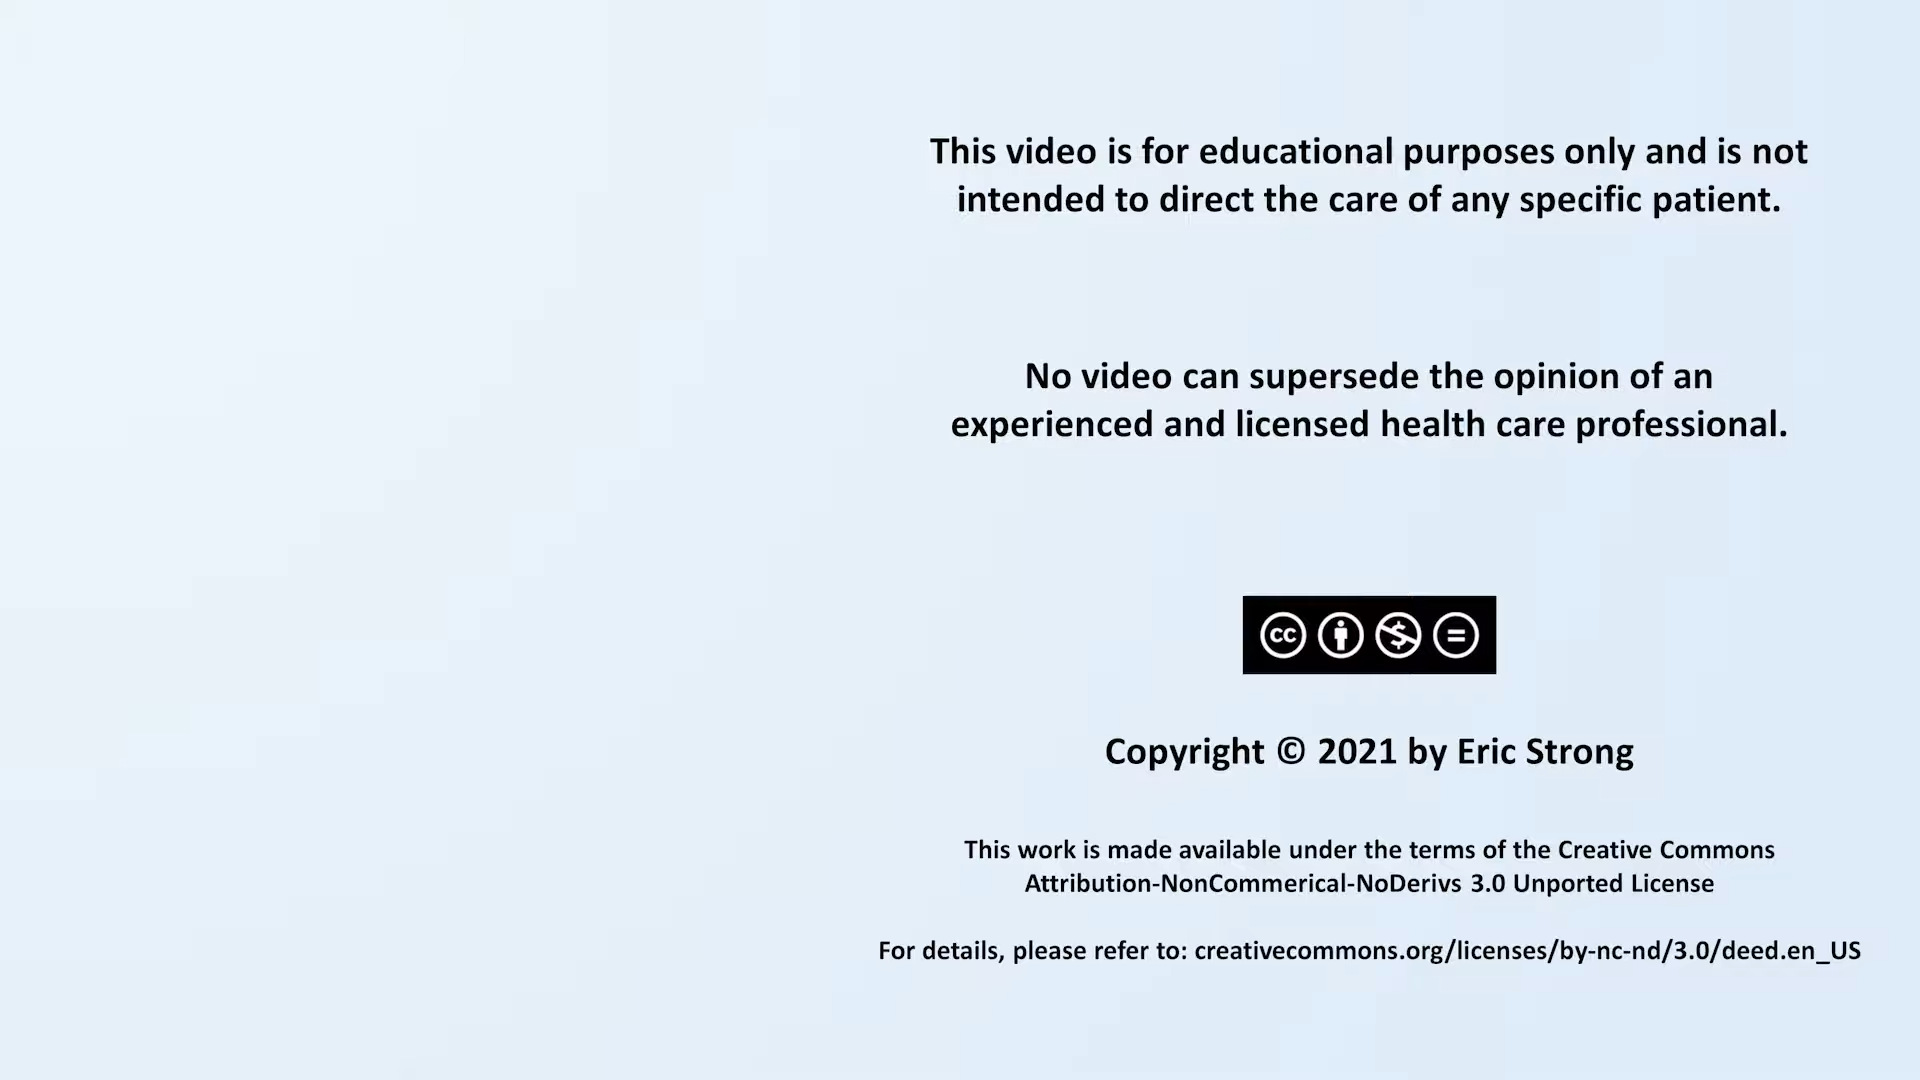 This video is for educational purposes only and is not
intended to direct the care of any specific patient.
No video can supersede the opinion of an
experienced and licensed health care professional.
cc $ =
Copyright © 2021 by Eric Strong
This work is made available under the terms of the Creative Commons
Attribution-NonCommerical-NoDerivs 3.0 Unported License
For details, please refer to: creativecommons.org/licenses/by-nc-nd/3.0/deed.en_US